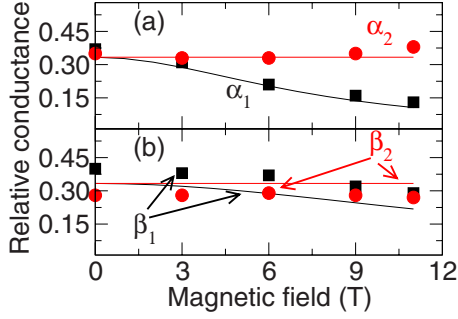 Relative conductance
(a)
α₂
0.45
0.30
0.15
α₁
(b)
β₂
0.45
0.30
0.15
β₁
0 3 6 9 12
Magnetic field (T)